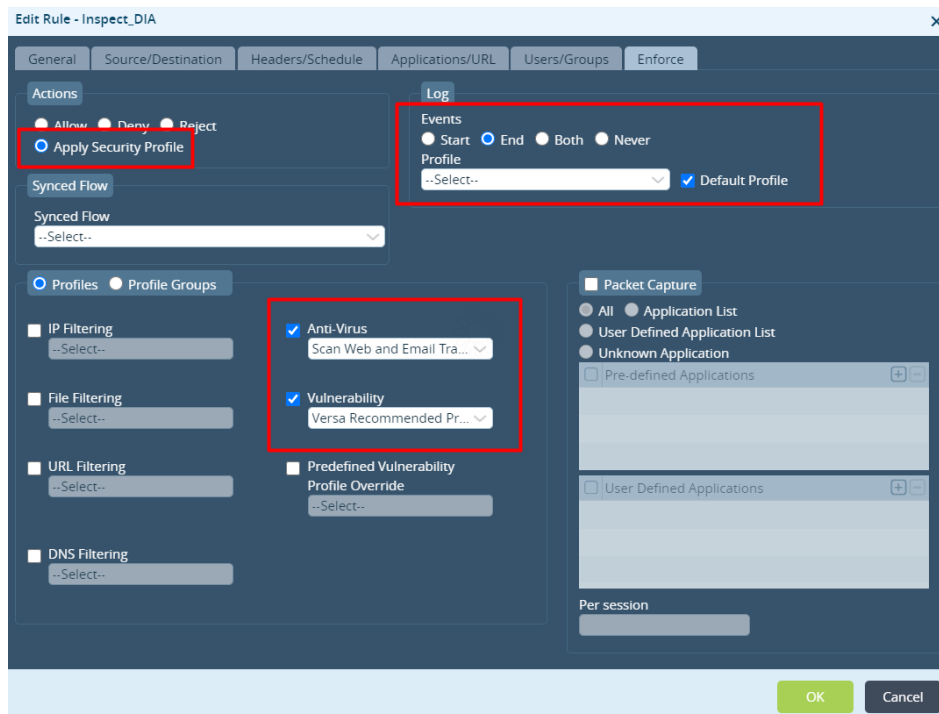 Edit Rule - Inspect_DIA
General Source/Destination Headers/Schedule Applications/URL Users/Groups Enforce
Actions
Allow Deny Reject
Apply Security Profile
Log
Events
Start End Both Never
Profile
--Select-- Default Profile
Synced Flow
Synced Flow
--Select--
Profiles Profile Groups
IP Filtering
--Select--
Anti-Virus
Scan Web and Email Tra...
File Filtering
--Select--
Vulnerability
Versa Recommended Pr...
URL Filtering
--Select--
Predefined Vulnerability
Profile Override
--Select--
DNS Filtering
--Select--
Packet Capture
All Application List
User Defined Application List
Unknown Application
Pre-defined Applications
User Defined Applications
Per session
OK Cancel